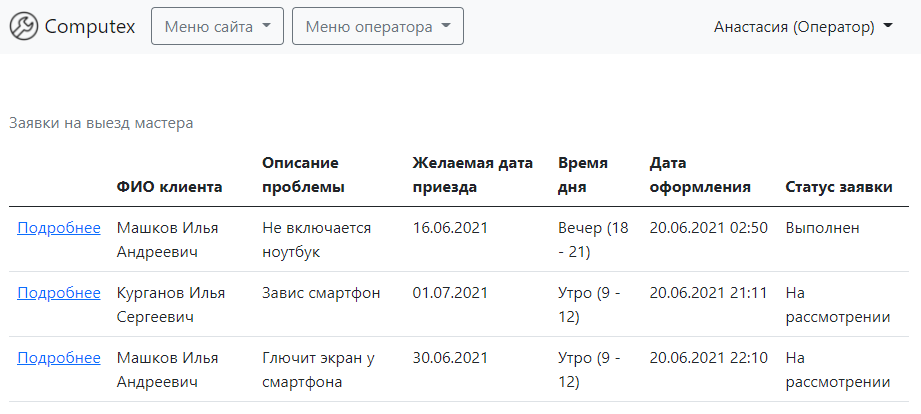 Computex Меню сайта Меню оператора Анастасия (Оператор)
Заявки на выезд мастера
Описание Желаемая дата Время Дата
ФИО клиента проблемы приезда дня оформления Статус заявки
Подробнее Машков Илья Не включается 16.06.2021 Вечер (18 20.06.2021 02:50 Выполнен
Андреевич ноутбук - 21)
Подробнее Курганов Илья Завис смартфон 01.07.2021 Утро (9 - 20.06.2021 21:11 На
Сергеевич 12) рассмотрении
Подробнее Машков Илья Глючит экран у 30.06.2021 Утро (9 - 20.06.2021 22:10 На
Андреевич смартфона 12) рассмотрении